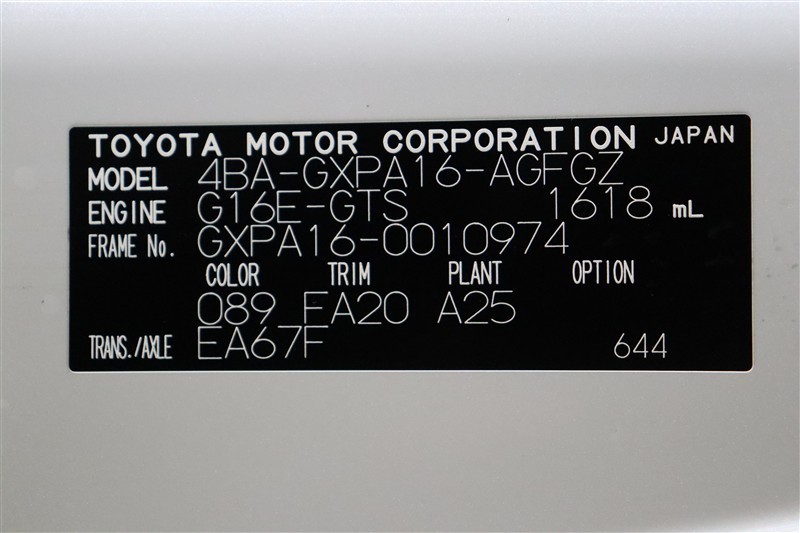 TOYOTA MOTOR CORPORATION JAPAN
MODEL 4BA-GXPA16-AGFGZ
ENGINE G16E-GTS 1618 mL
FRAME No. GXPA16-0010974
COLOR TRIM PLANT OPTION
089 FA20 A25
TRANS./AXLE EA67F 644